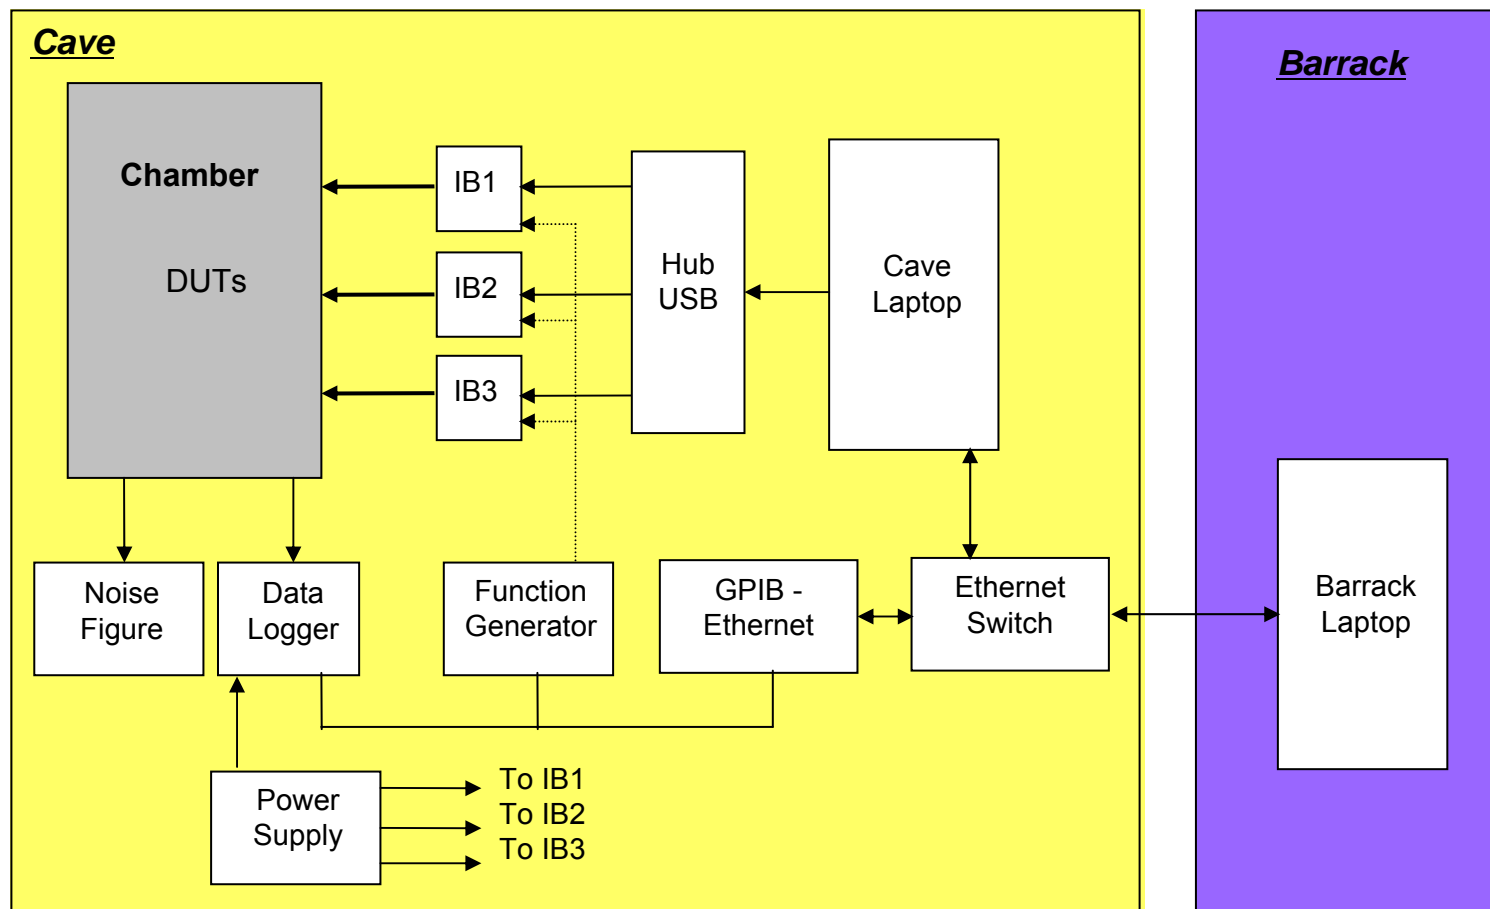 Cave
Barrack
Chamber
DUTs
IB1
IB2
IB3
Hub
USB
Cave
Laptop
Noise
Figure
Data
Logger
Function
Generator
GPIB -
Ethernet
Ethernet
Switch
Barrack
Laptop
Power
Supply
To IB1
To IB2
To IB3